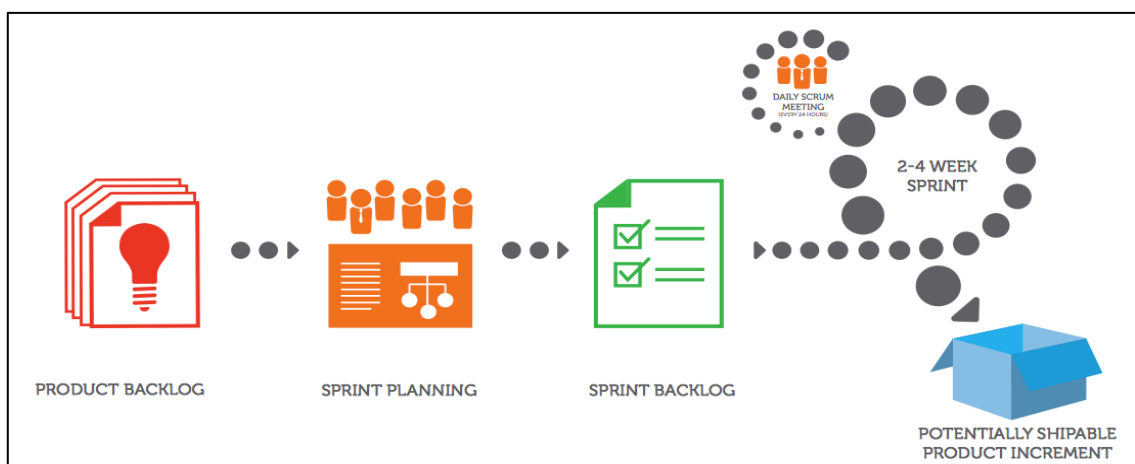 DAILY SCRUM
MEETING
(EVERY 24 HOURS)
2-4 WEEK
SPRINT
PRODUCT BACKLOG
SPRINT PLANNING
SPRINT BACKLOG
POTENTIALLY SHIPABLE
PRODUCT INCREMENT